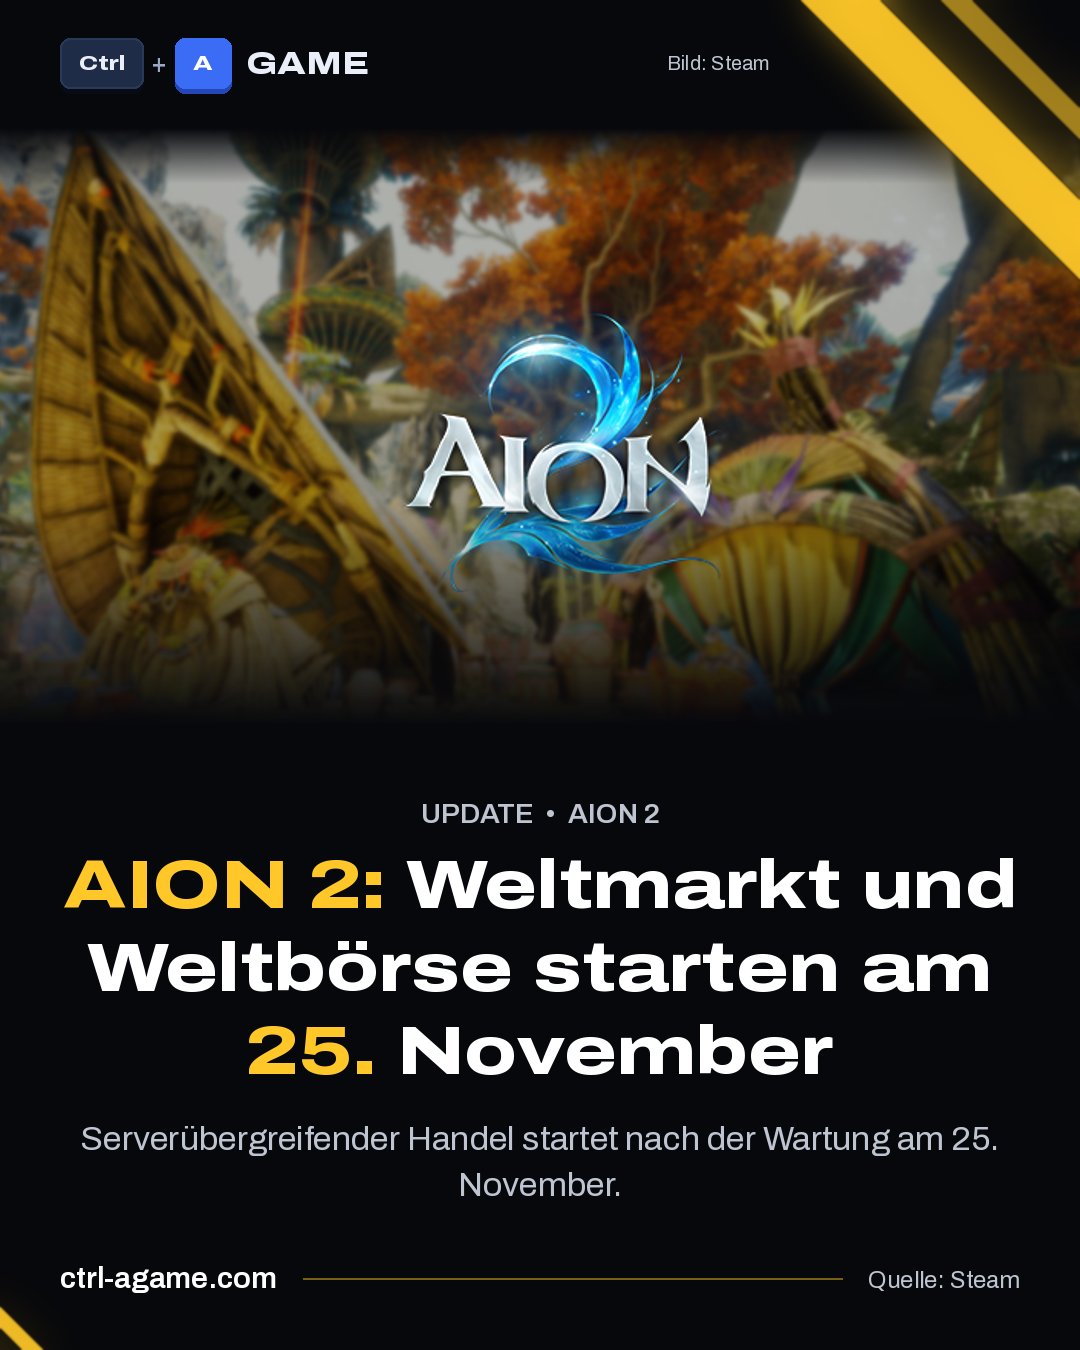 Ctrl + A GAME
Bild: Steam
AION 2
UPDATE • AION 2
AION 2: Weltmarkt und
Weltbörse starten am
25. November
Serverübergreifender Handel startet nach der Wartung am 25.
November.
ctrl-agame.com
Quelle: Steam